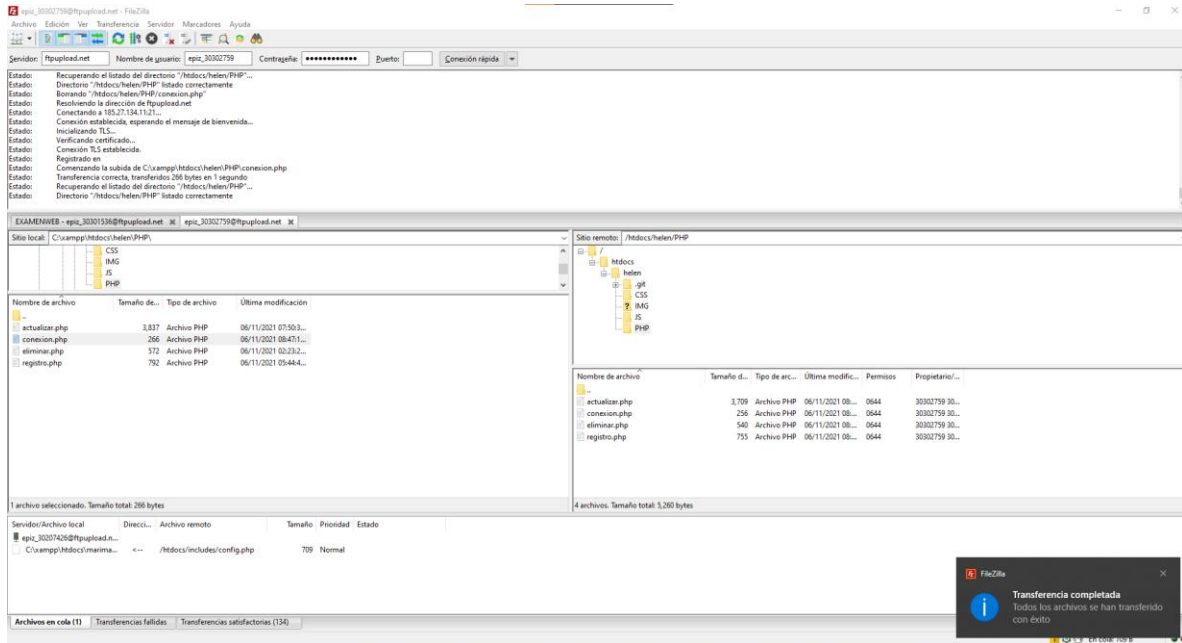 epiz_30302759@ftpupload.net - FileZilla
Archivo Edición Ver Transferencia Servidor Marcadores Ayuda
Servidor: ftpupload.net Nombre de usuario: epiz_30302759 Contraseña: ●●●●●●●●●●●● Puerto: Conexión rápida
Estado: Recuperando el listado del directorio "/htdocs/helen/PHP"...
Estado: Directorio "/htdocs/helen/PHP" listado correctamente
Estado: Borrando "/htdocs/helen/PHP/conexion.php"
Estado: Resolviendo la dirección de ftpupload.net
Estado: Conectando a 185.27.134.11:21...
Estado: Conexión establecida, esperando el mensaje de bienvenida...
Estado: Inicializando TLS...
Estado: Verificando certificado...
Estado: Conexión TLS establecida.
Estado: Registrado en
Estado: Comenzando la subida de C:\xampp\htdocs\helen\PHP\conexion.php
Estado: Transferencia correcta, transferidos 266 bytes en 1 segundo
Estado: Recuperando el listado del directorio "/htdocs/helen/PHP"...
Estado: Directorio "/htdocs/helen/PHP" listado correctamente
EXAMENWEB - epiz_30301536@ftpupload.net epiz_30302759@ftpupload.net
Sitio local: C:\xampp\htdocs\helen\PHP\
CSS
IMG
JS
PHP
Nombre de archivo Tamaño de... Tipo de archivo Última modificación
..
actualizar.php 3,837 Archivo PHP 06/11/2021 07:50:3...
conexion.php 266 Archivo PHP 06/11/2021 08:47:1...
eliminar.php 572 Archivo PHP 06/11/2021 02:23:2...
registro.php 792 Archivo PHP 06/11/2021 05:44:4...
1 archivo seleccionado. Tamaño total: 266 bytes
Sitio remoto: /htdocs/helen/PHP
/
htdocs
helen
.git
CSS
IMG
JS
PHP
Nombre de archivo Tamaño d... Tipo de arc... Última modific... Permisos Propietario/...
..
actualizar.php 3,709 Archivo PHP 06/11/2021 08:... 0644 30302759 30...
conexion.php 256 Archivo PHP 06/11/2021 08:... 0644 30302759 30...
eliminar.php 540 Archivo PHP 06/11/2021 08:... 0644 30302759 30...
registro.php 755 Archivo PHP 06/11/2021 08:... 0644 30302759 30...
4 archivos. Tamaño total: 5,260 bytes
Servidor/Archivo local Direcci... Archivo remoto Tamaño Prioridad Estado
epiz_30207426@ftpupload.n...
C:\xampp\htdocs\marima... <-- /htdocs/includes/config.php 709 Normal
Archivos en cola (1) Transferencias fallidas Transferencias satisfactorias (134)
FileZilla
Transferencia completada
Todos los archivos se han transferido
con éxito
En cola: 709 B